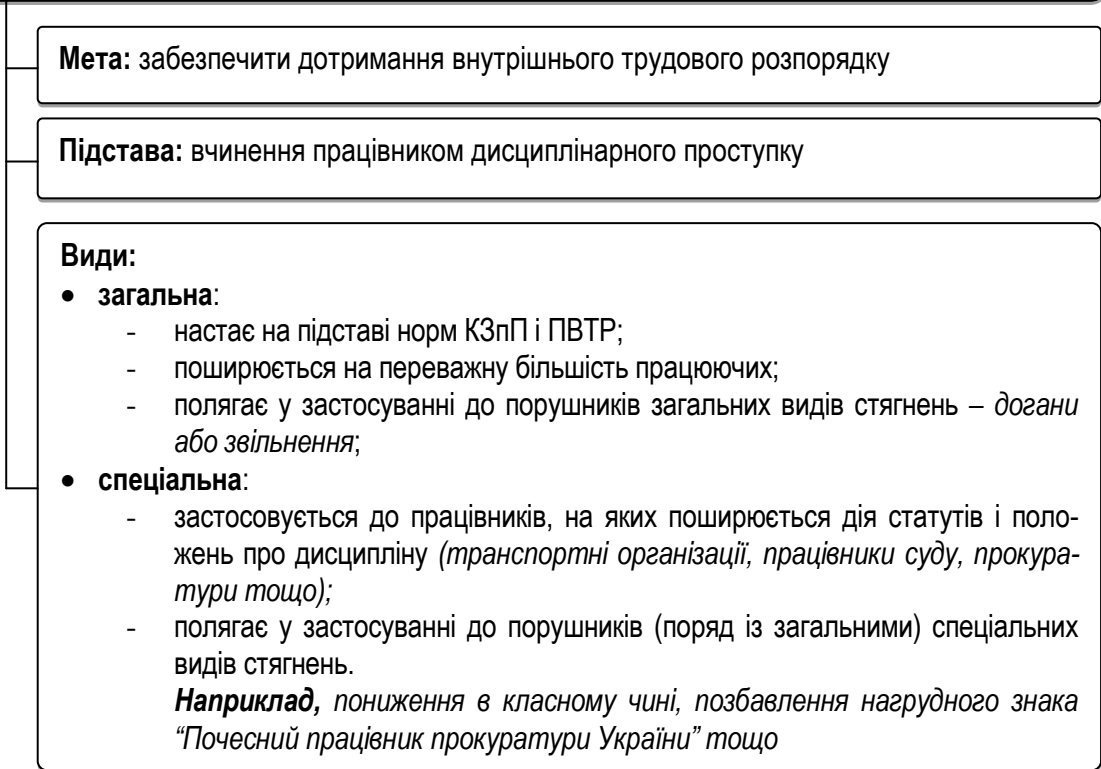 Мета: забезпечити дотримання внутрішнього трудового розпорядку
Підстава: вчинення працівником дисциплінарного проступку
Види:
• загальна:
- настає на підставі норм КЗпП і ПВТР;
- поширюється на переважну більшість працюючих;
- полягає у застосуванні до порушників загальних видів стягнень – догани
або звільнення;
• спеціальна:
- застосовується до працівників, на яких поширюється дія статутів і поло-
жень про дисципліну (транспортні організації, працівники суду, прокура-
тури тощо);
- полягає у застосуванні до порушників (поряд із загальними) спеціальних
видів стягнень.
Наприклад, пониження в класному чині, позбавлення нагрудного знака
“Почесний працівник прокуратури України” тощо